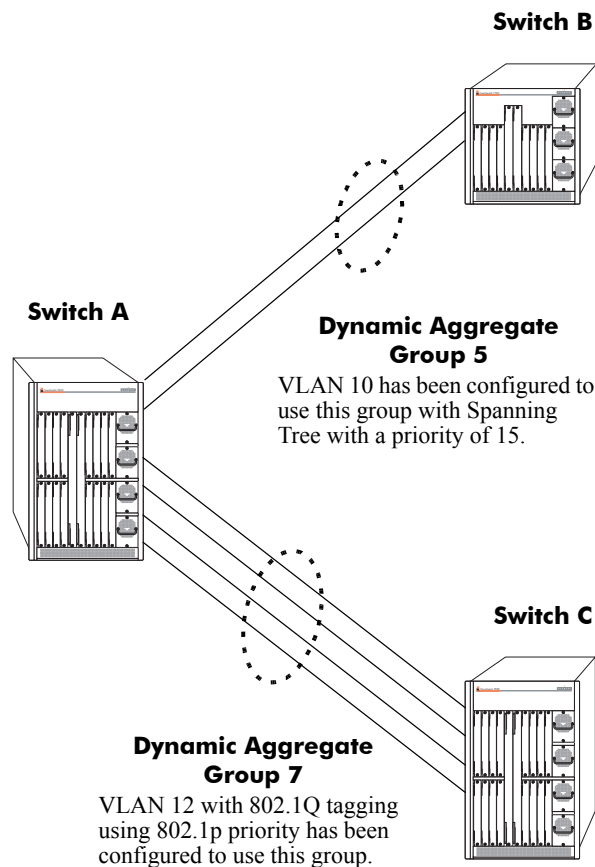 Switch B
Switch A
Dynamic Aggregate
Group 5
VLAN 10 has been configured to
use this group with Spanning
Tree with a priority of 15.
Switch C
Dynamic Aggregate
Group 7
VLAN 12 with 802.1Q tagging
using 802.1p priority has been
configured to use this group.